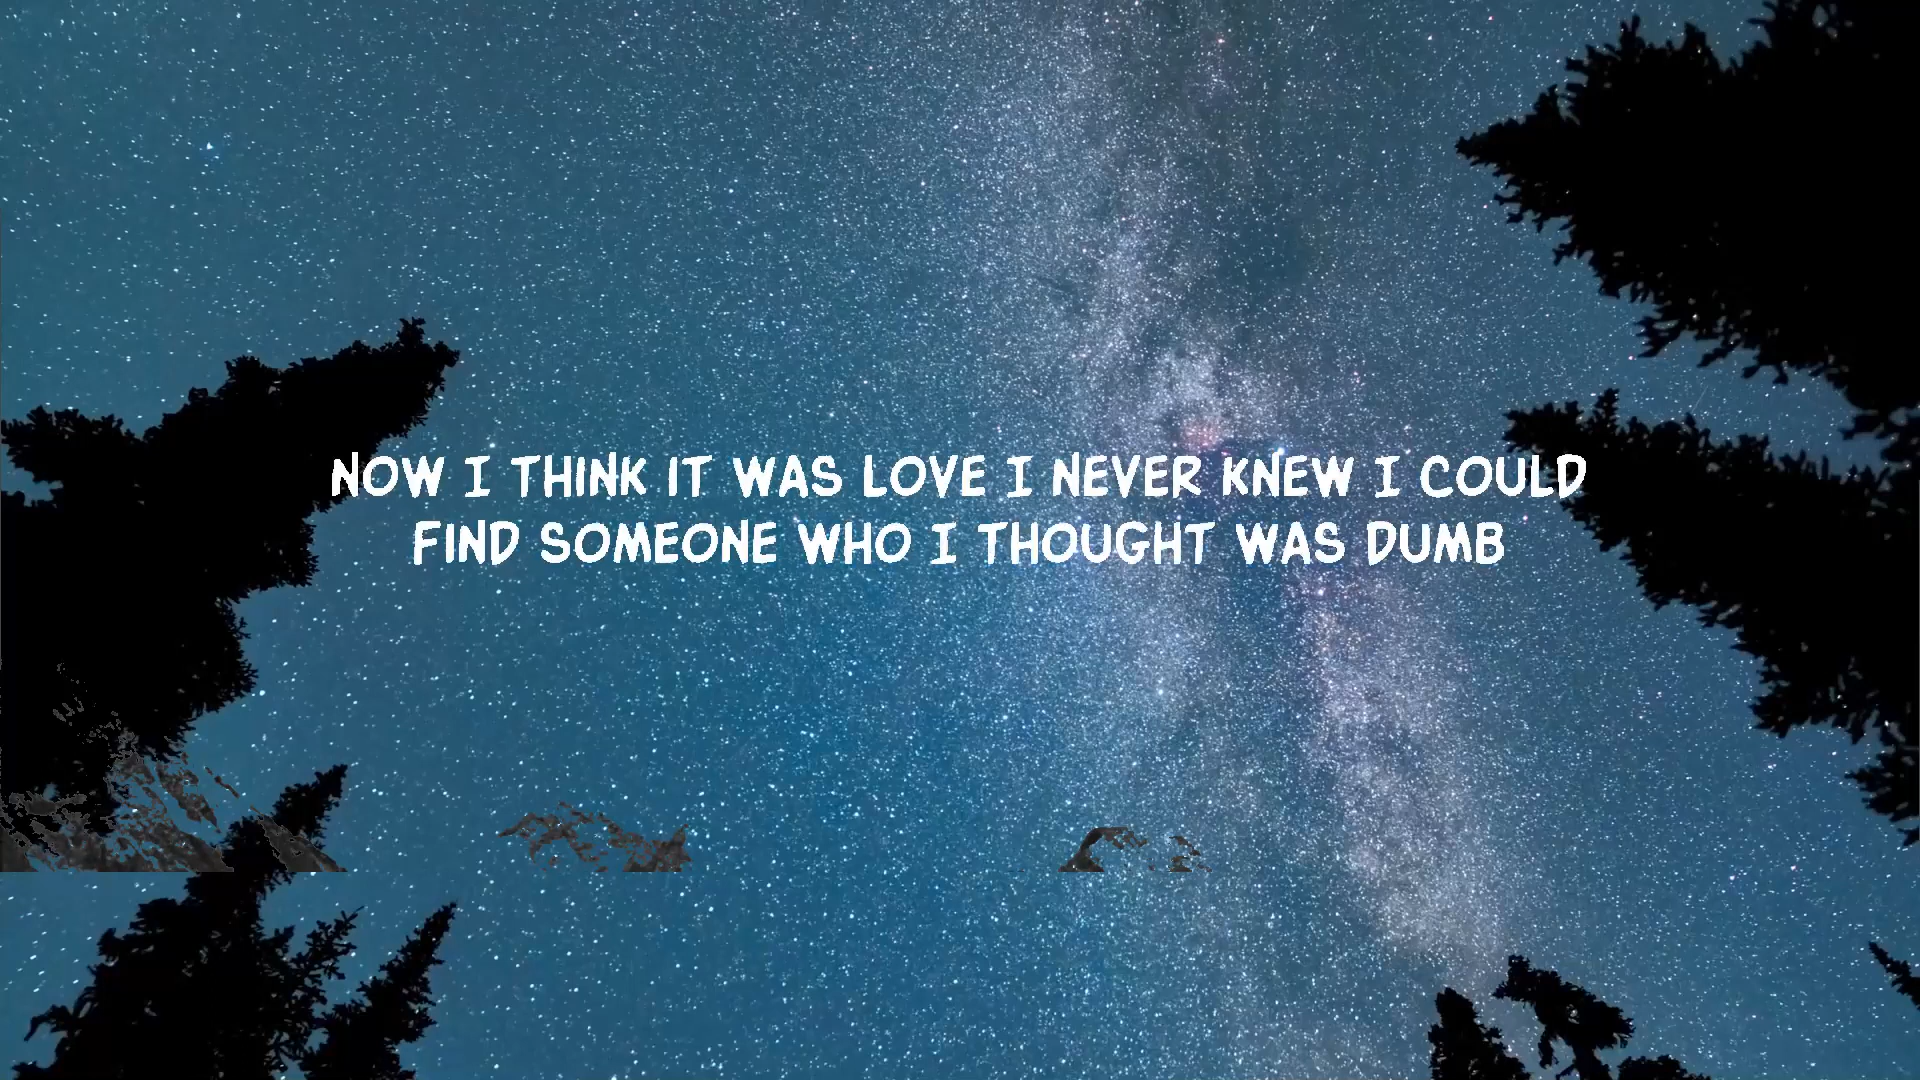 NOW I THINK IT WAS LOVE I NEVER KNEW I COULD
FIND SOMEONE WHO I THOUGHT WAS DUMB